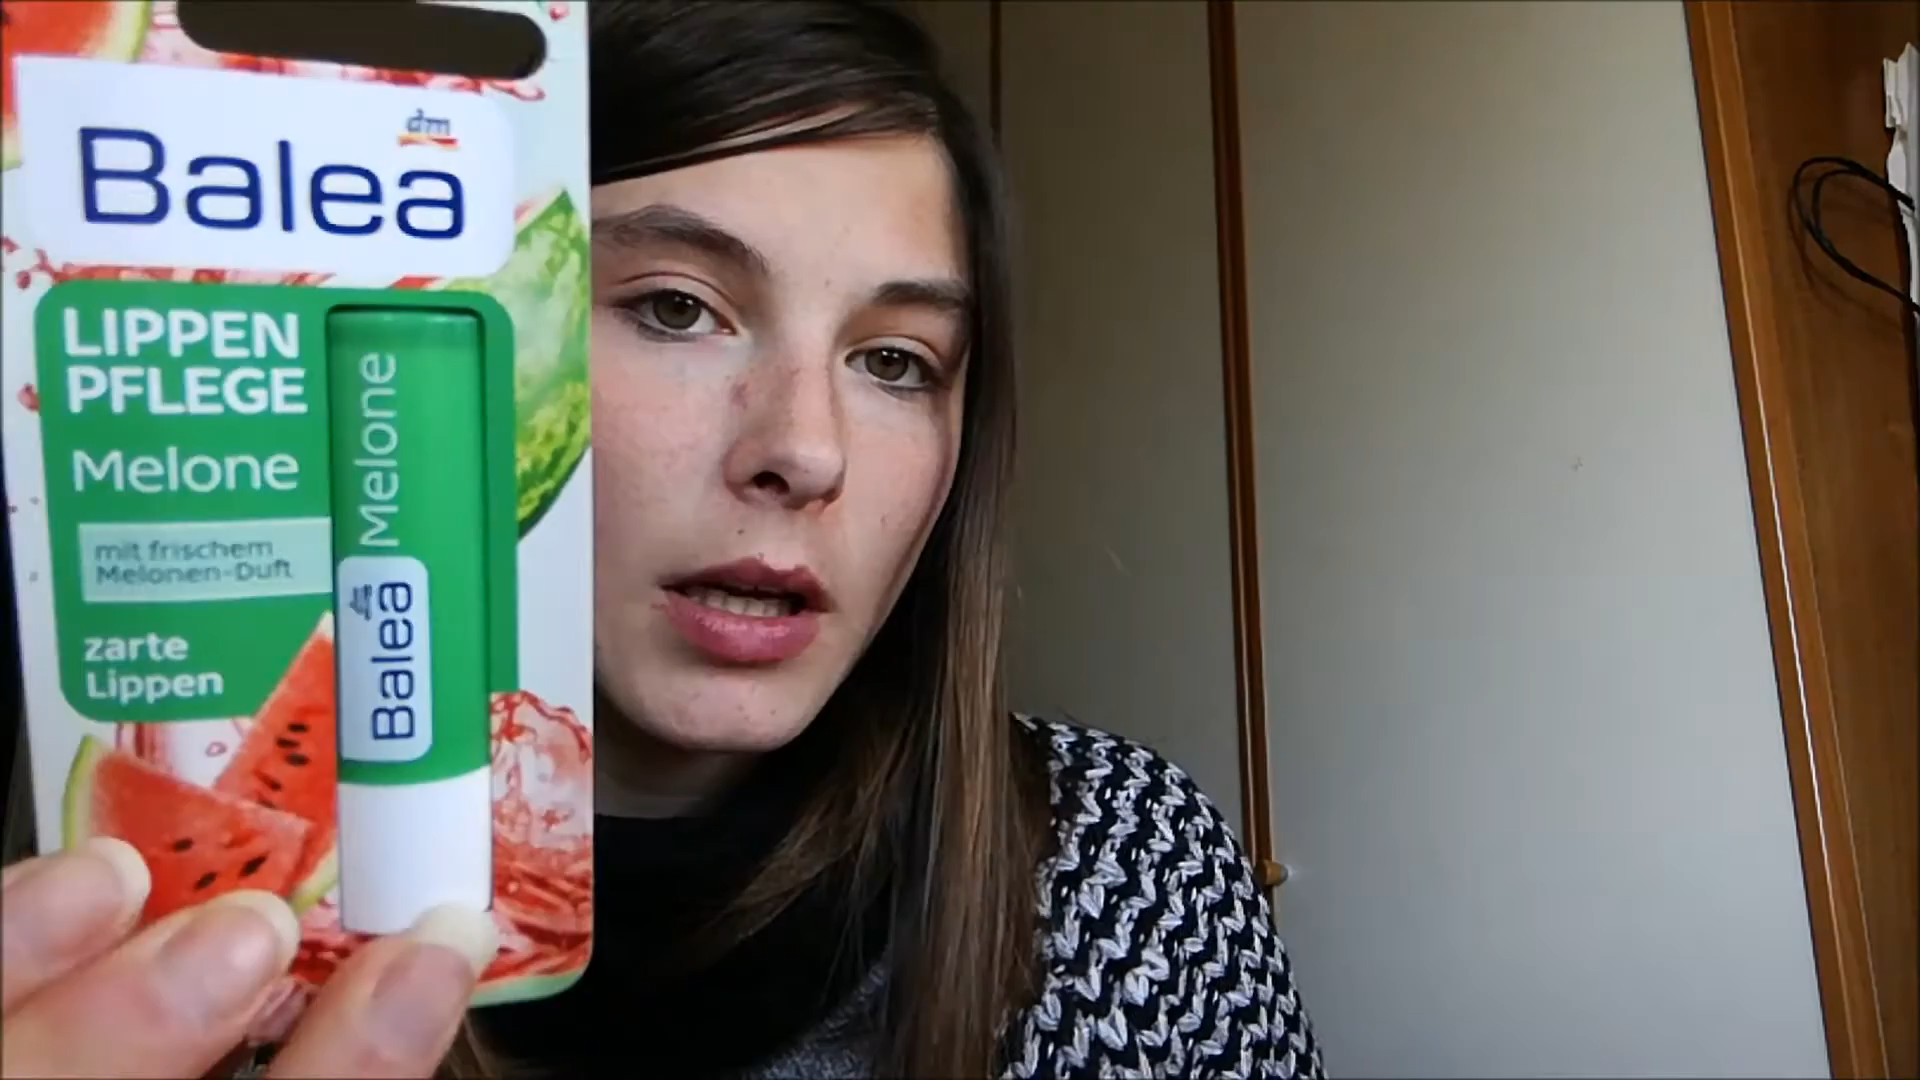 dm
Balea
LIPPEN
PFLEGE
Melone
mit frischem
Melonen-Duft
zarte
Lippen
Melone
dm
Balea